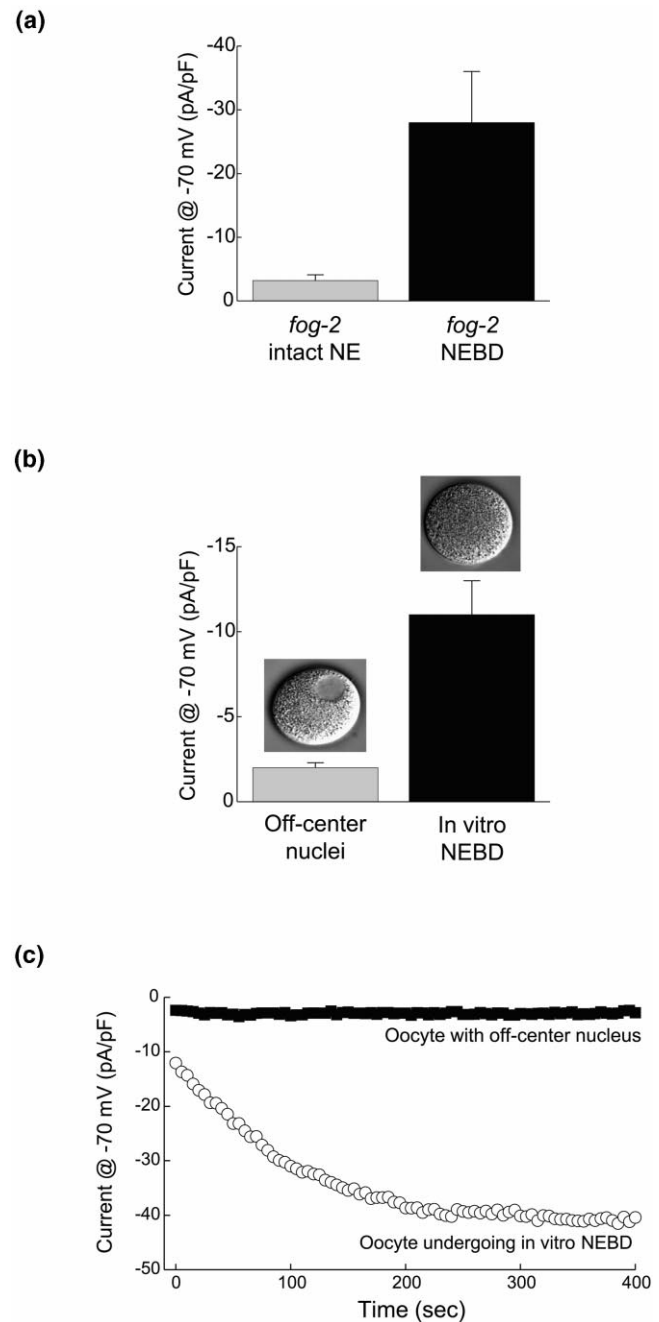 (a)
Current @ -70 mV (pA/pF)
-40
-30
-20
-10
0
fog-2
intact NE
fog-2
NEBD
(b)
Current @ -70 mV (pA/pF)
-15
-10
-5
0
Off-center
nuclei
In vitro
NEBD
(c)
Current @ -70 mV (pA/pF)
0
-10
-20
-30
-40
-50
Oocyte with off-center nucleus
Oocyte undergoing in vitro NEBD
0
100
200
300
400
Time (sec)